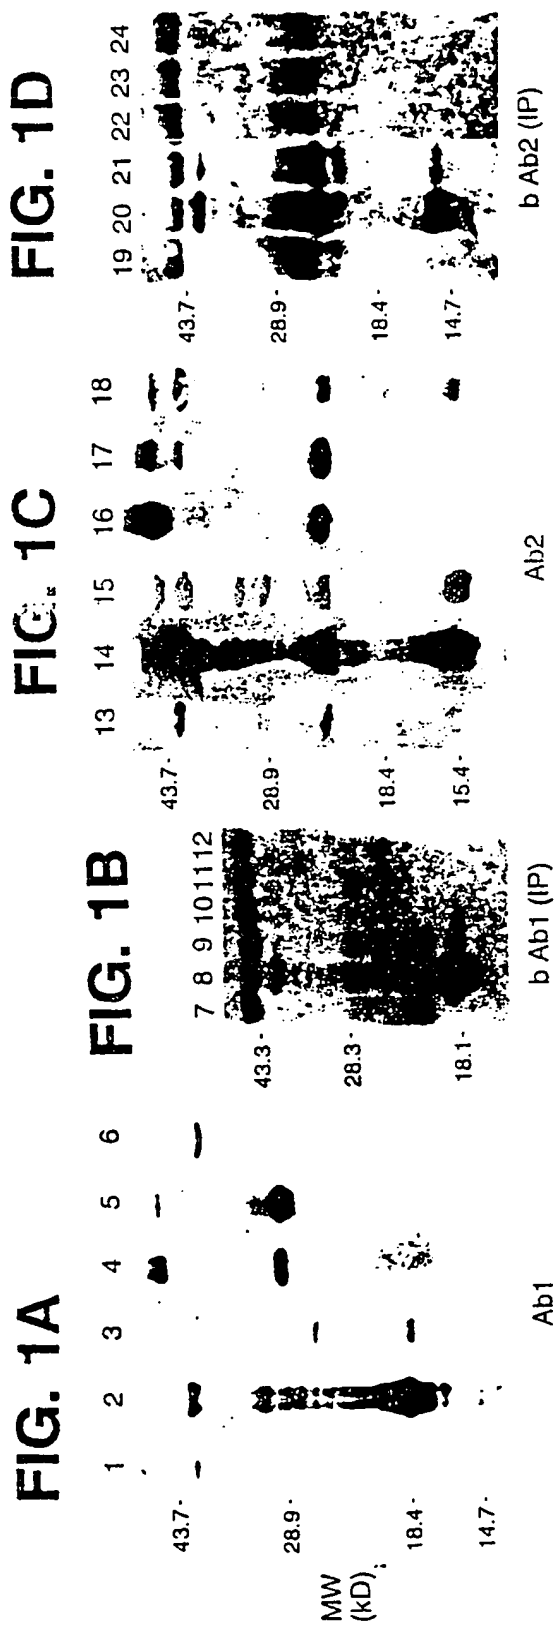 FIG. 1A
1 2 3 4 5 6
43.7-
28.9-
18.4-
14.7-
MW
(kD)
Ab1
FIG. 1B
7 8 9 10 11 12
43.3-
28.3-
18.1-
b Ab1 (IP)
FIG. 1C
13 14 15 16 17 18
43.7-
28.9-
18.4-
15.4-
Ab2
FIG. 1D
19 20 21 22 23 24
43.7-
28.9-
18.4-
14.7-
b Ab2 (IP)